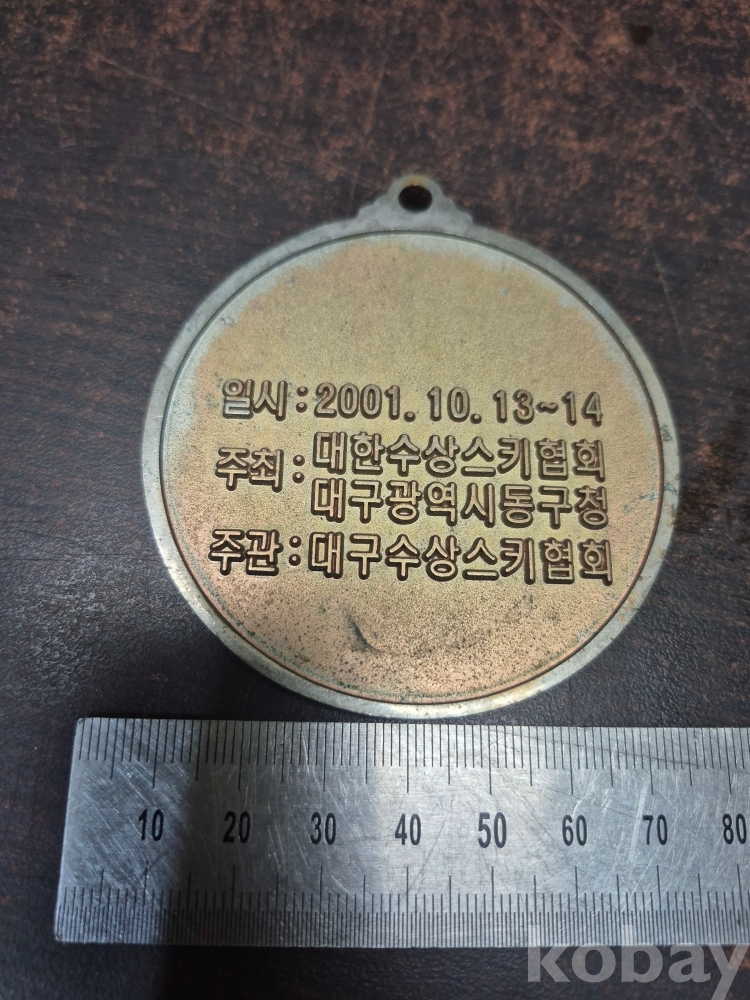 일시 : 2001. 10. 13~14
주최 : 대한수상스키협회
대구광역시동구청
주관 : 대구수상스키협회
10 20 30 40 50 60 70 80
kobay